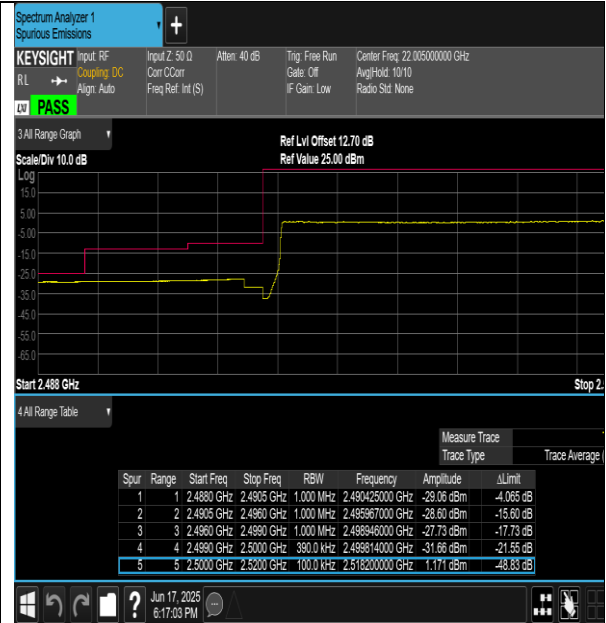 Spectrum Analyzer 1
Spurious Emissions
+
KEYSIGHT Input: RF Input Z: 50 Ω Atten: 40 dB Trig: Free Run Center Freq: 22.005000000 GHz
RL Coupling: DC Corr CCorr Gate: Off Avg|Hold: 10/10
Align: Auto Freq Ref: Int (S) IF Gain: Low Radio Std: None
LXI PASS
3 All Range Graph
Ref Lvl Offset 12.70 dB
Scale/Div 10.0 dB Ref Value 25.00 dBm
Log
15.0
5.00
-5.00
-15.0
-25.0
-35.0
-45.0
-55.0
-65.0
Start 2.488 GHz Stop 2.
4 All Range Table
Measure Trace
Trace Type Trace Average (
Spur Range Start Freq Stop Freq RBW Frequency Amplitude ΔLimit
1 1 2.4880 GHz 2.4905 GHz 1.000 MHz 2.490425000 GHz -29.06 dBm -4.065 dB
2 2 2.4905 GHz 2.4960 GHz 1.000 MHz 2.495967000 GHz -28.60 dBm -15.60 dB
3 3 2.4960 GHz 2.4990 GHz 1.000 MHz 2.498946000 GHz -27.73 dBm -17.73 dB
4 4 2.4990 GHz 2.5000 GHz 390.0 kHz 2.499814000 GHz -31.66 dBm -21.55 dB
5 5 2.5000 GHz 2.5200 GHz 100.0 kHz 2.518200000 GHz 1.171 dBm -48.83 dB
? Jun 17, 2025
6:17:03 PM